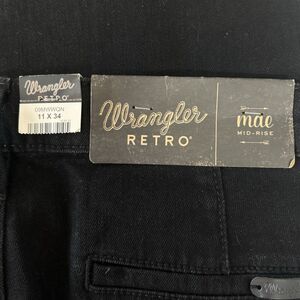 Wrangler
RETRO
09MWWQN
11 X 34
Wrangler
RETRO®
mae
MID-RISE